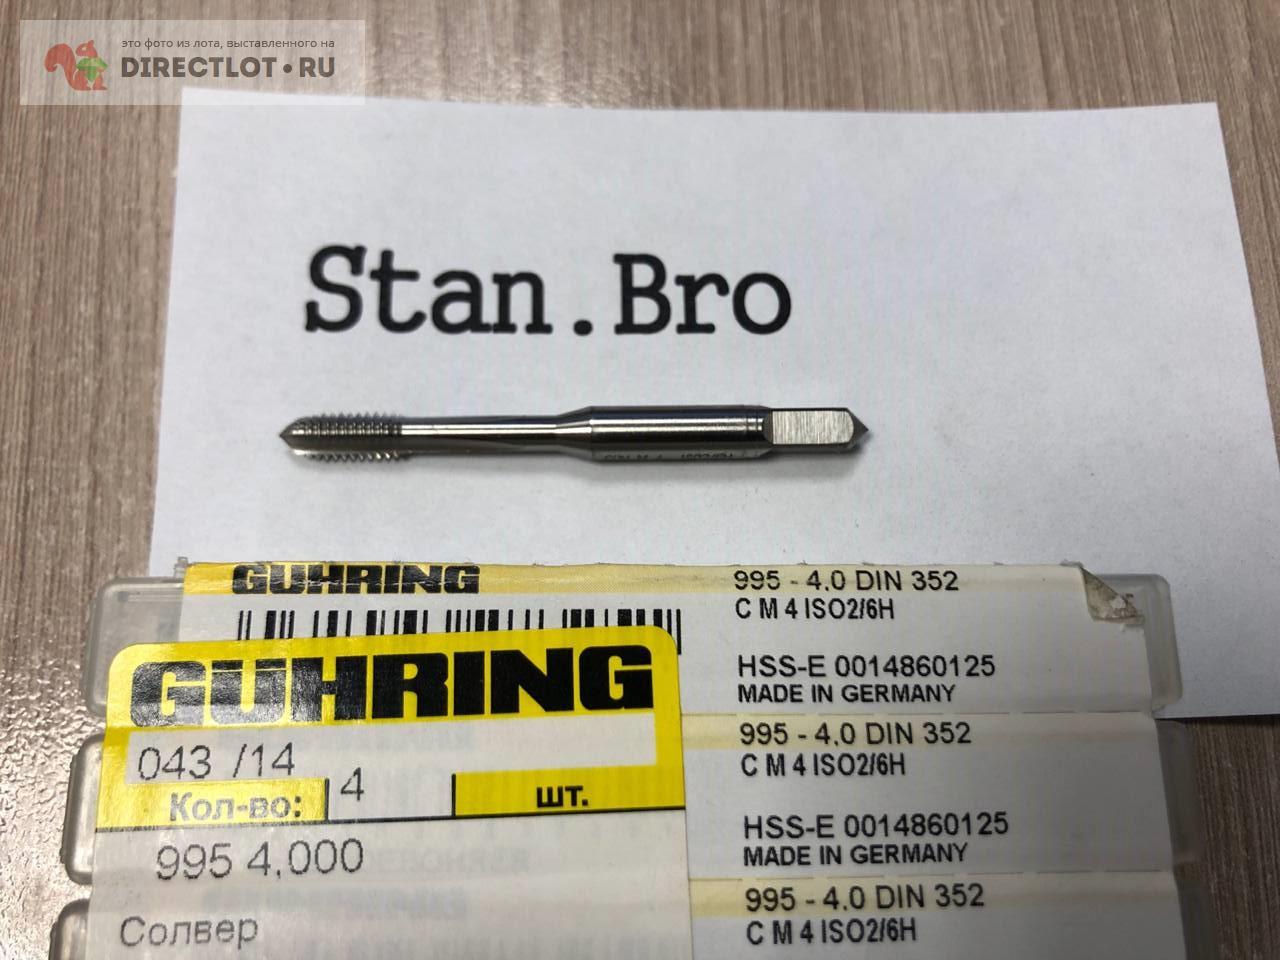 это фото из лота, выставленного на
DIRECTLOT.RU
Stan.Bro
GUHRING
995 - 4.0 DIN 352
C M 4 ISO2/6H
HSS-E 0014860125
MADE IN GERMANY
GÜHRING
043 /14
Кол-во: 4 шт.
995 4,000
Солвер
995 - 4.0 DIN 352
C M 4 ISO2/6H
HSS-E 0014860125
MADE IN GERMANY
995 - 4.0 DIN 352
C M 4 ISO2/6H